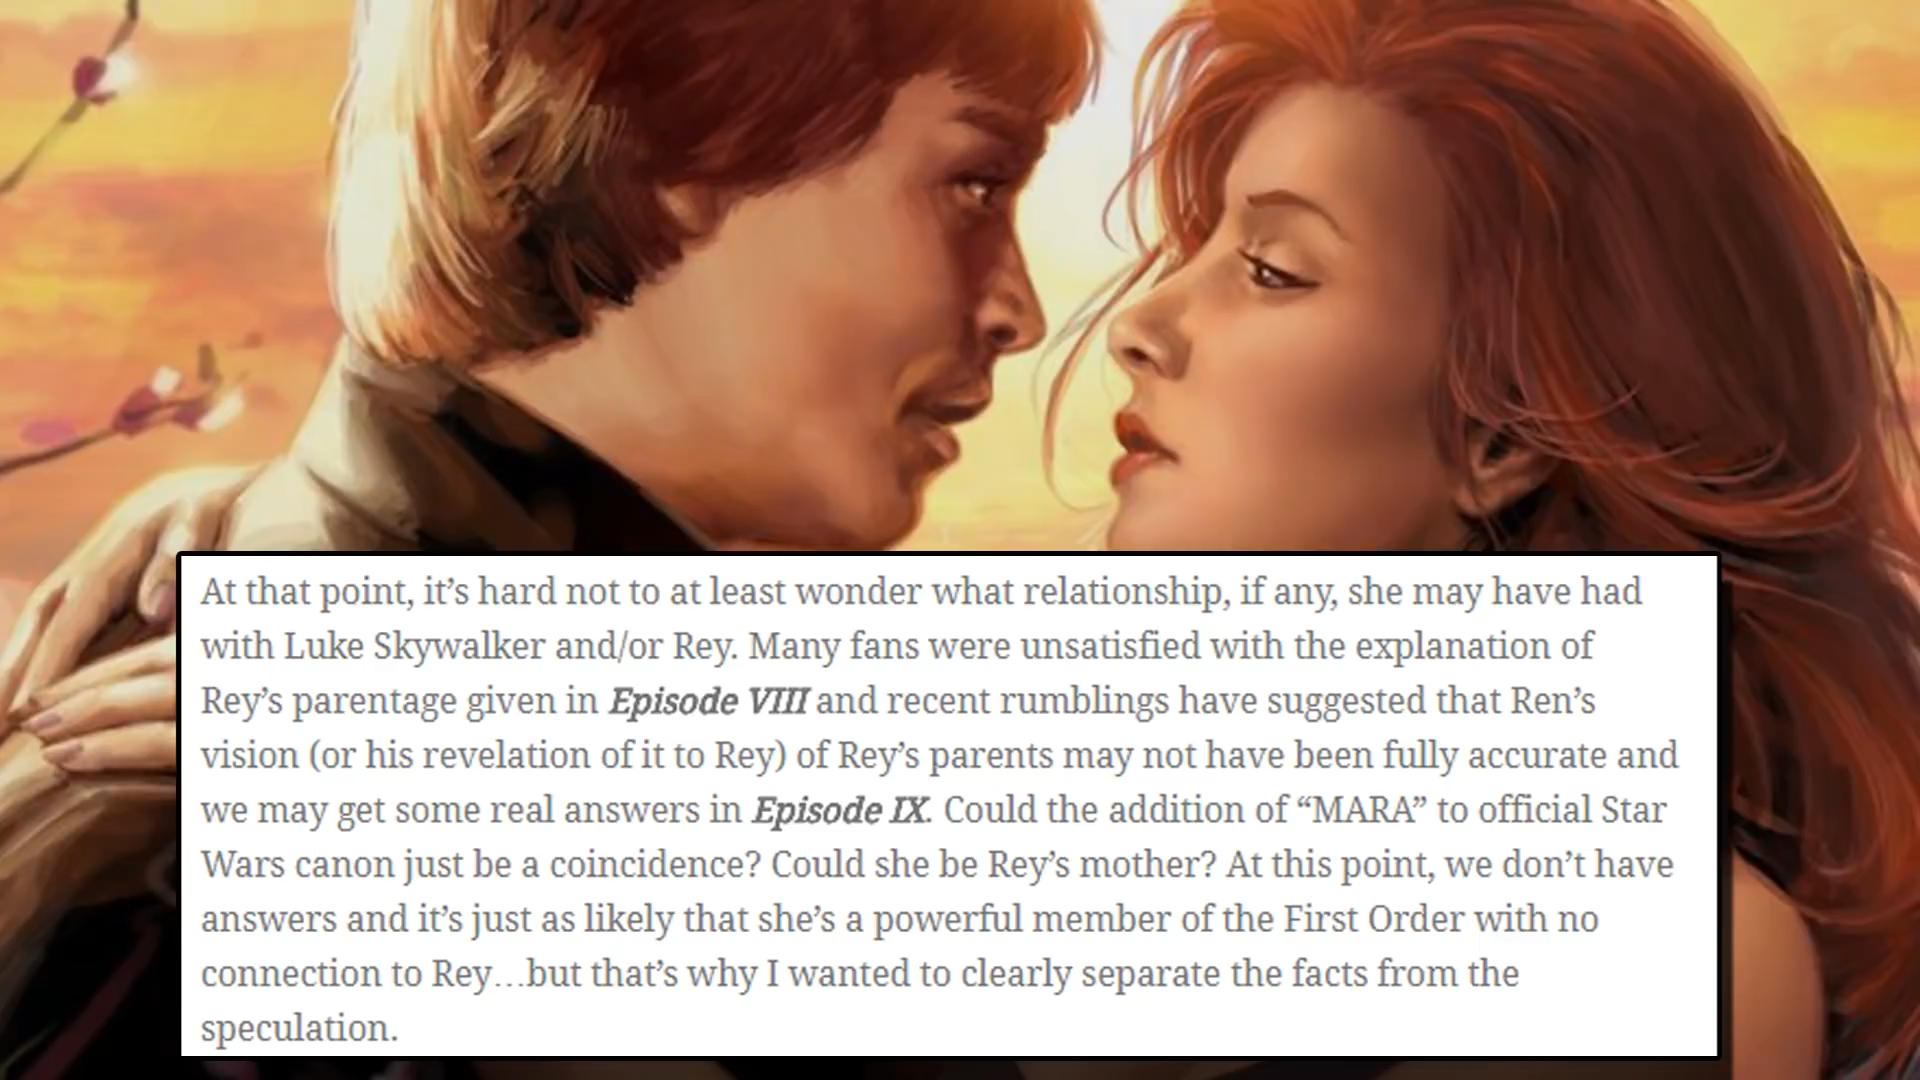 At that point, it’s hard not to at least wonder what relationship, if any, she may have had
with Luke Skywalker and/or Rey. Many fans were unsatisfied with the explanation of
Rey’s parentage given in Episode VIII and recent rumblings have suggested that Ren’s
vision (or his revelation of it to Rey) of Rey’s parents may not have been fully accurate and
we may get some real answers in Episode IX. Could the addition of “MARA” to official Star
Wars canon just be a coincidence? Could she be Rey’s mother? At this point, we don’t have
answers and it’s just as likely that she’s a powerful member of the First Order with no
connection to Rey…but that’s why I wanted to clearly separate the facts from the
speculation.